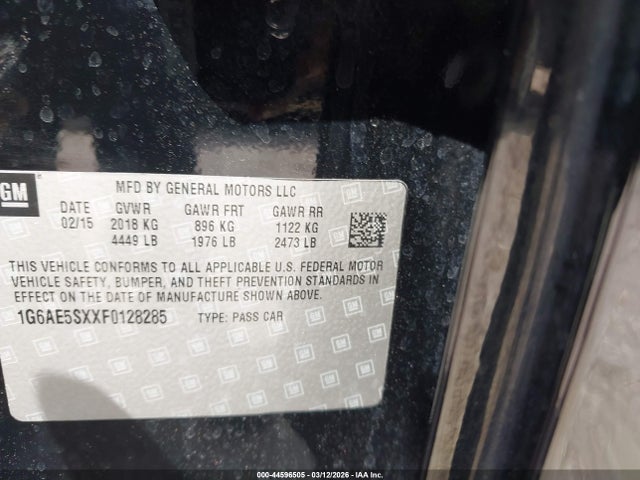 GM
MFD BY GENERAL MOTORS LLC
DATE GVWR GAWR FRT GAWR RR
02/15 2018 KG 896 KG 1122 KG
4449 LB 1976 LB 2473 LB
THIS VEHICLE CONFORMS TO ALL APPLICABLE U.S. FEDERAL MOTOR
VEHICLE SAFETY, BUMPER, AND THEFT PREVENTION STANDARDS IN
EFFECT ON THE DATE OF MANUFACTURE SHOWN ABOVE.
1G6AE5SXXF0128285 TYPE: PASS CAR
000-44596505 - 03/12/2026 - IAA Inc.